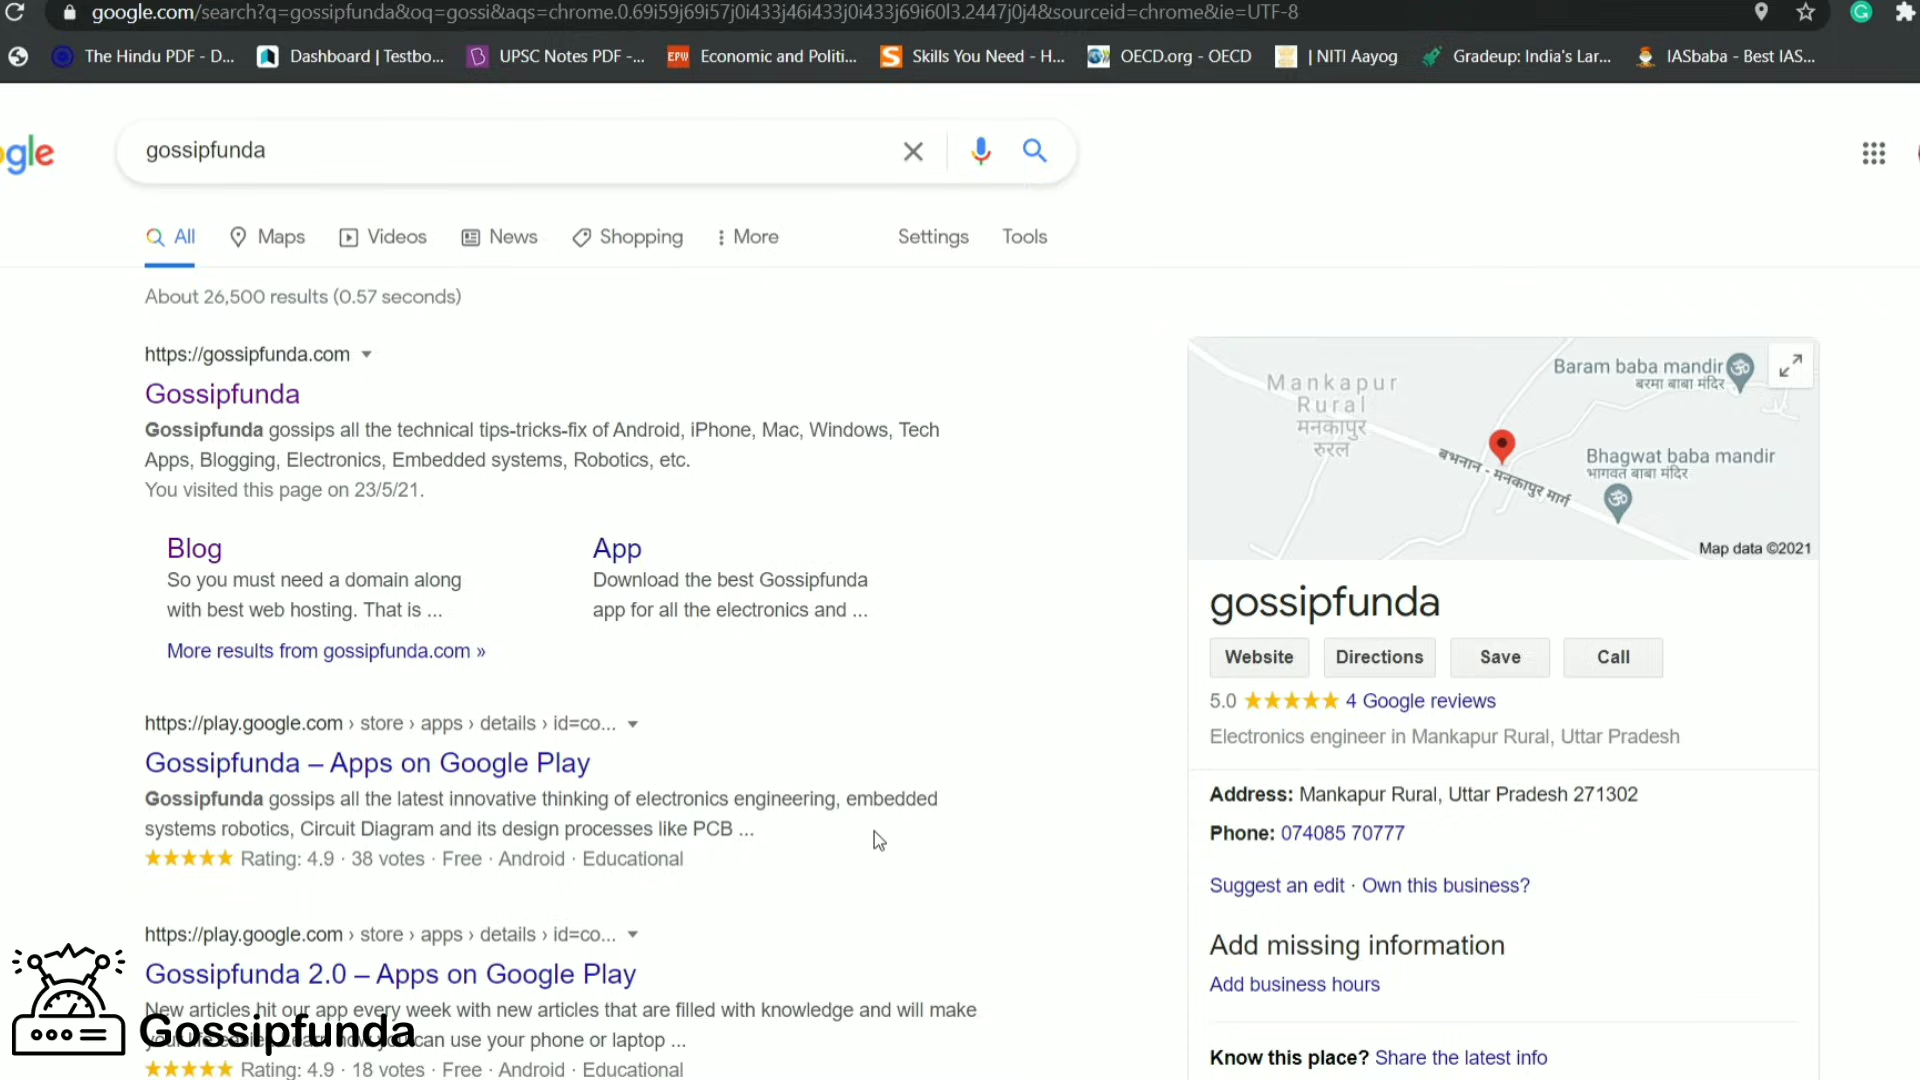 google.com/search?q=gossipfunda&oq=gossi&aqs=chrome.0.69i59j69i57j0i433j46i433j0i433j69i60l3.2447j0j4&sourceid=chrome&ie=UTF-8
The Hindu PDF - D... Dashboard | Testbo... UPSC Notes PDF -... EPW Economic and Politi... Skills You Need - H... OECD.org - OECD | NITI Aayog Gradeup: India's Lar... IASbaba - Best IAS...
gle
gossipfunda
All Maps Videos News Shopping More Settings Tools
About 26,500 results (0.57 seconds)
https://gossipfunda.com
Gossipfunda
Gossipfunda gossips all the technical tips-tricks-fix of Android, iPhone, Mac, Windows, Tech
Apps, Blogging, Electronics, Embedded systems, Robotics, etc.
You visited this page on 23/5/21.
Blog
So you must need a domain along
with best web hosting. That is ...
App
Download the best Gossipfunda
app for all the electronics and ...
More results from gossipfunda.com »
https://play.google.com › store › apps › details › id=co...
Gossipfunda – Apps on Google Play
Gossipfunda gossips all the latest innovative thinking of electronics engineering, embedded
systems robotics, Circuit Diagram and its design processes like PCB ...
Rating: 4.9 · 38 votes · Free · Android · Educational
https://play.google.com › store › apps › details › id=co...
Gossipfunda 2.0 – Apps on Google Play
New articles hit our app every week with new articles that are filled with knowledge and will make
your life easier. Learn how you can use your phone or laptop ...
Rating: 4.9 · 18 votes · Free · Android · Educational
Gossipfunda
Mankapur
Rural
मनकापुर
रुरल
Baram baba mandir
बरमा बाबा मंदिर
Bhagwat baba mandir
भागवत बाबा मंदिर
बभनान - मनकापुर मार्ग
Map data ©2021
gossipfunda
Website Directions Save Call
5.0 4 Google reviews
Electronics engineer in Mankapur Rural, Uttar Pradesh
Address: Mankapur Rural, Uttar Pradesh 271302
Phone: 074085 70777
Suggest an edit · Own this business?
Add missing information
Add business hours
Know this place? Share the latest info